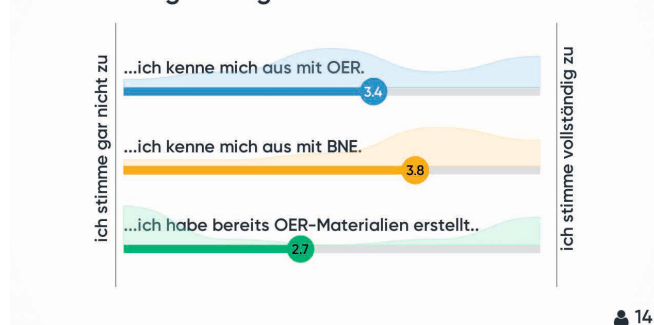 ...ich kenne mich aus mit OER.
3.4
...ich kenne mich aus mit BNE.
3.8
...ich habe bereits OER-Materialien erstellt..
2.7
ich stimme gar nicht zu
ich stimme vollständig zu
14